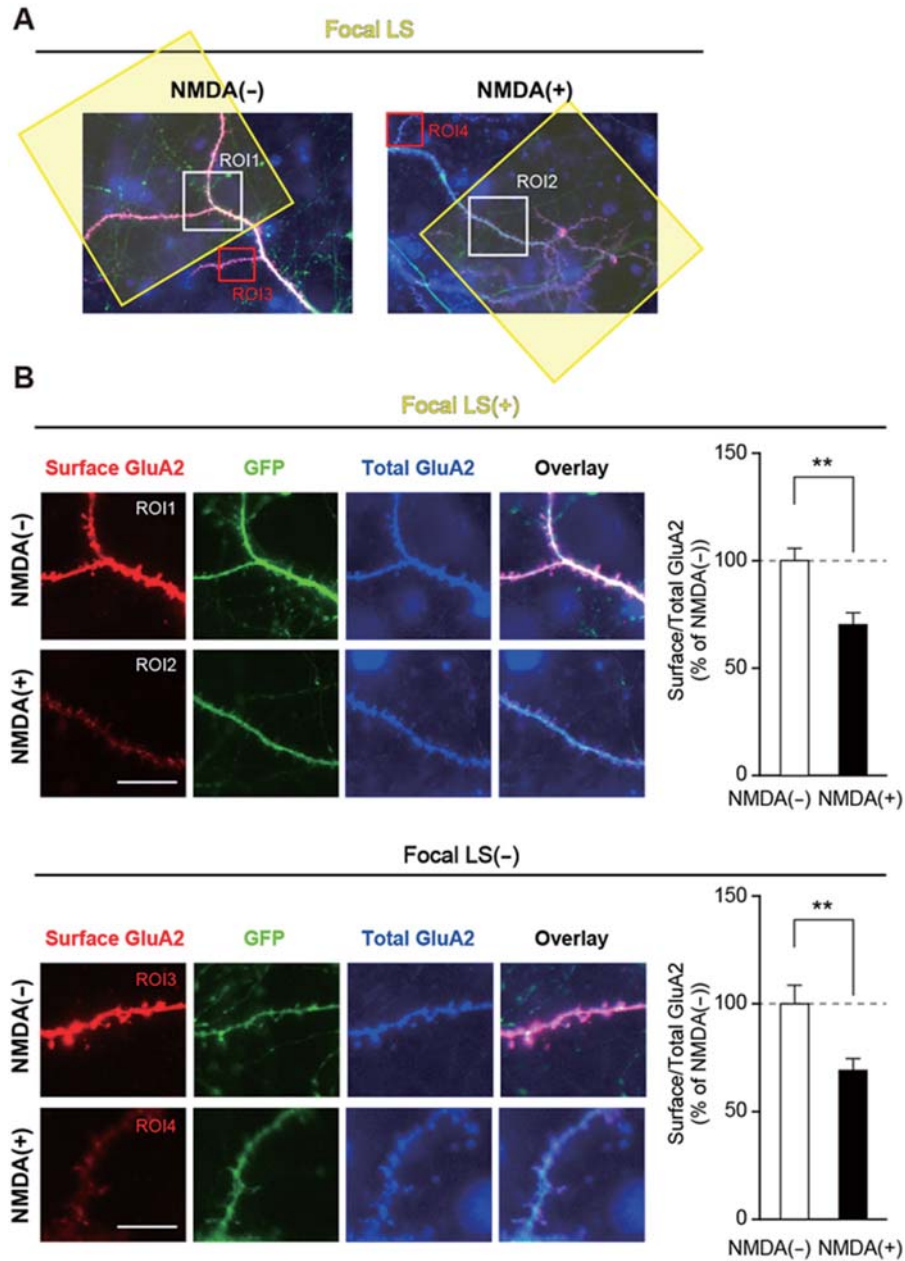 A
Focal LS
NMDA(–)
NMDA(+)
ROI1
ROI3
ROI4
ROI2
B
Focal LS(+)
Surface GluA2
GFP
Total GluA2
Overlay
NMDA(–)
ROI1
NMDA(+)
ROI2
Surface/Total GluA2
(% of NMDA(–))
150
100
50
0
**
NMDA(–)
NMDA(+)
Focal LS(–)
Surface GluA2
GFP
Total GluA2
Overlay
NMDA(–)
ROI3
NMDA(+)
ROI4
Surface/Total GluA2
(% of NMDA(–))
150
100
50
0
**
NMDA(–)
NMDA(+)